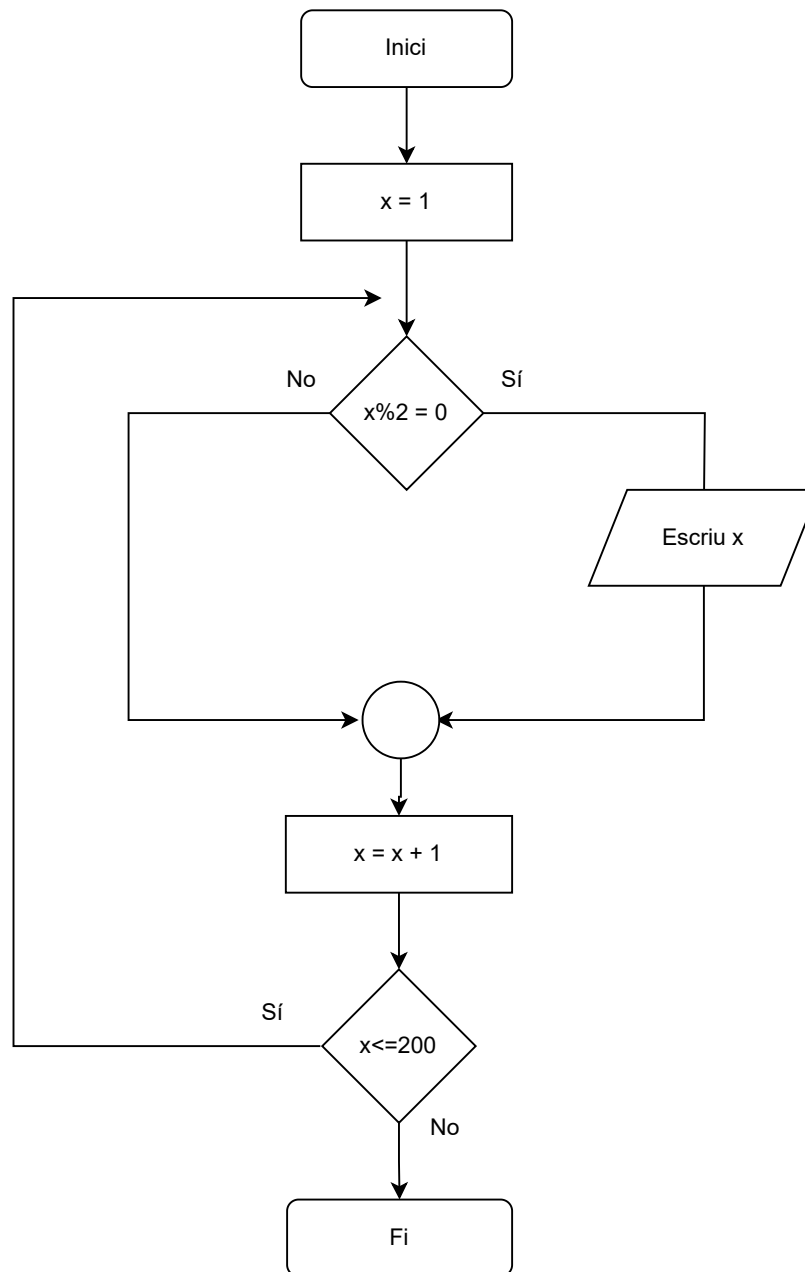 Inici
x = 1
No
Sí
x%2 = 0
Escriu x
x = x + 1
Sí
x<=200
No
Fi